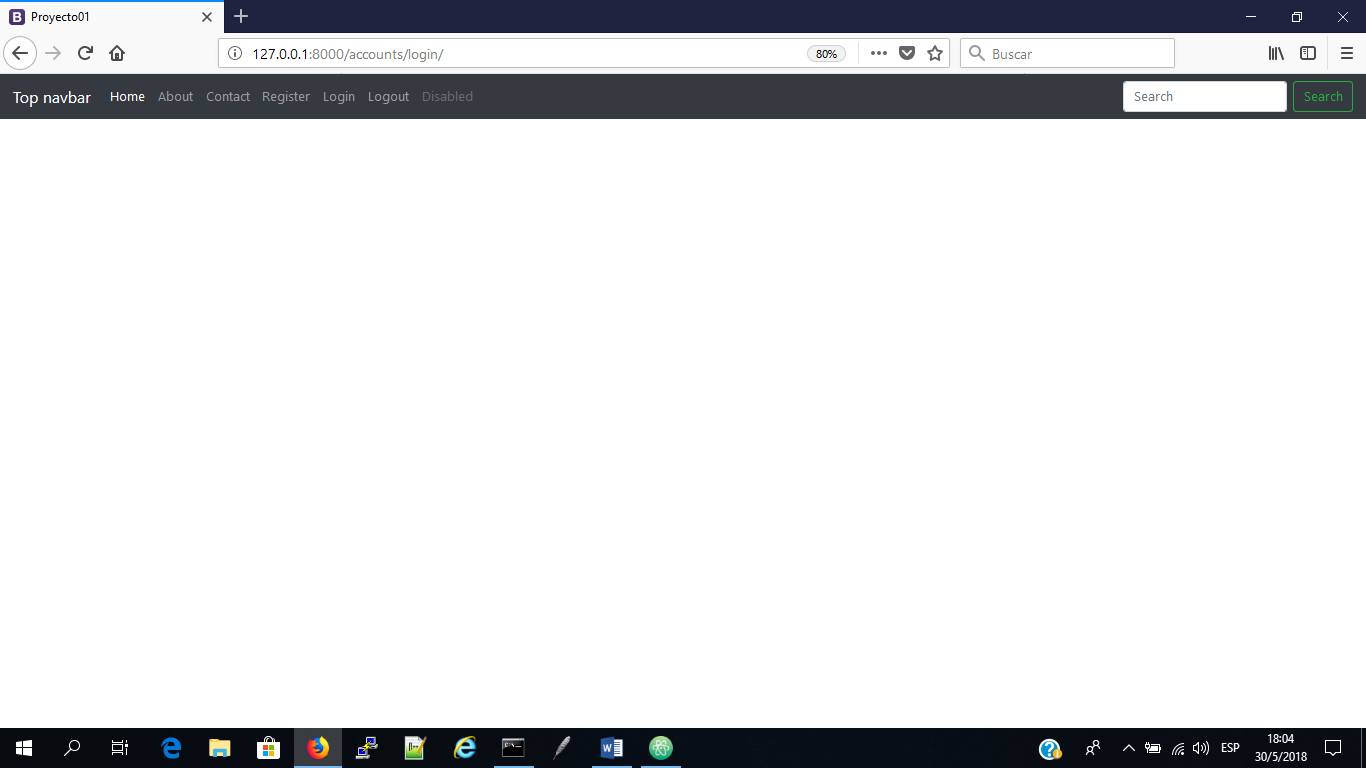 Proyecto01
127.0.0.1:8000/accounts/login/
80%
Buscar
Top navbar Home About Contact Register Login Logout Disabled
Search
Search
ESP
18:04
30/5/2018